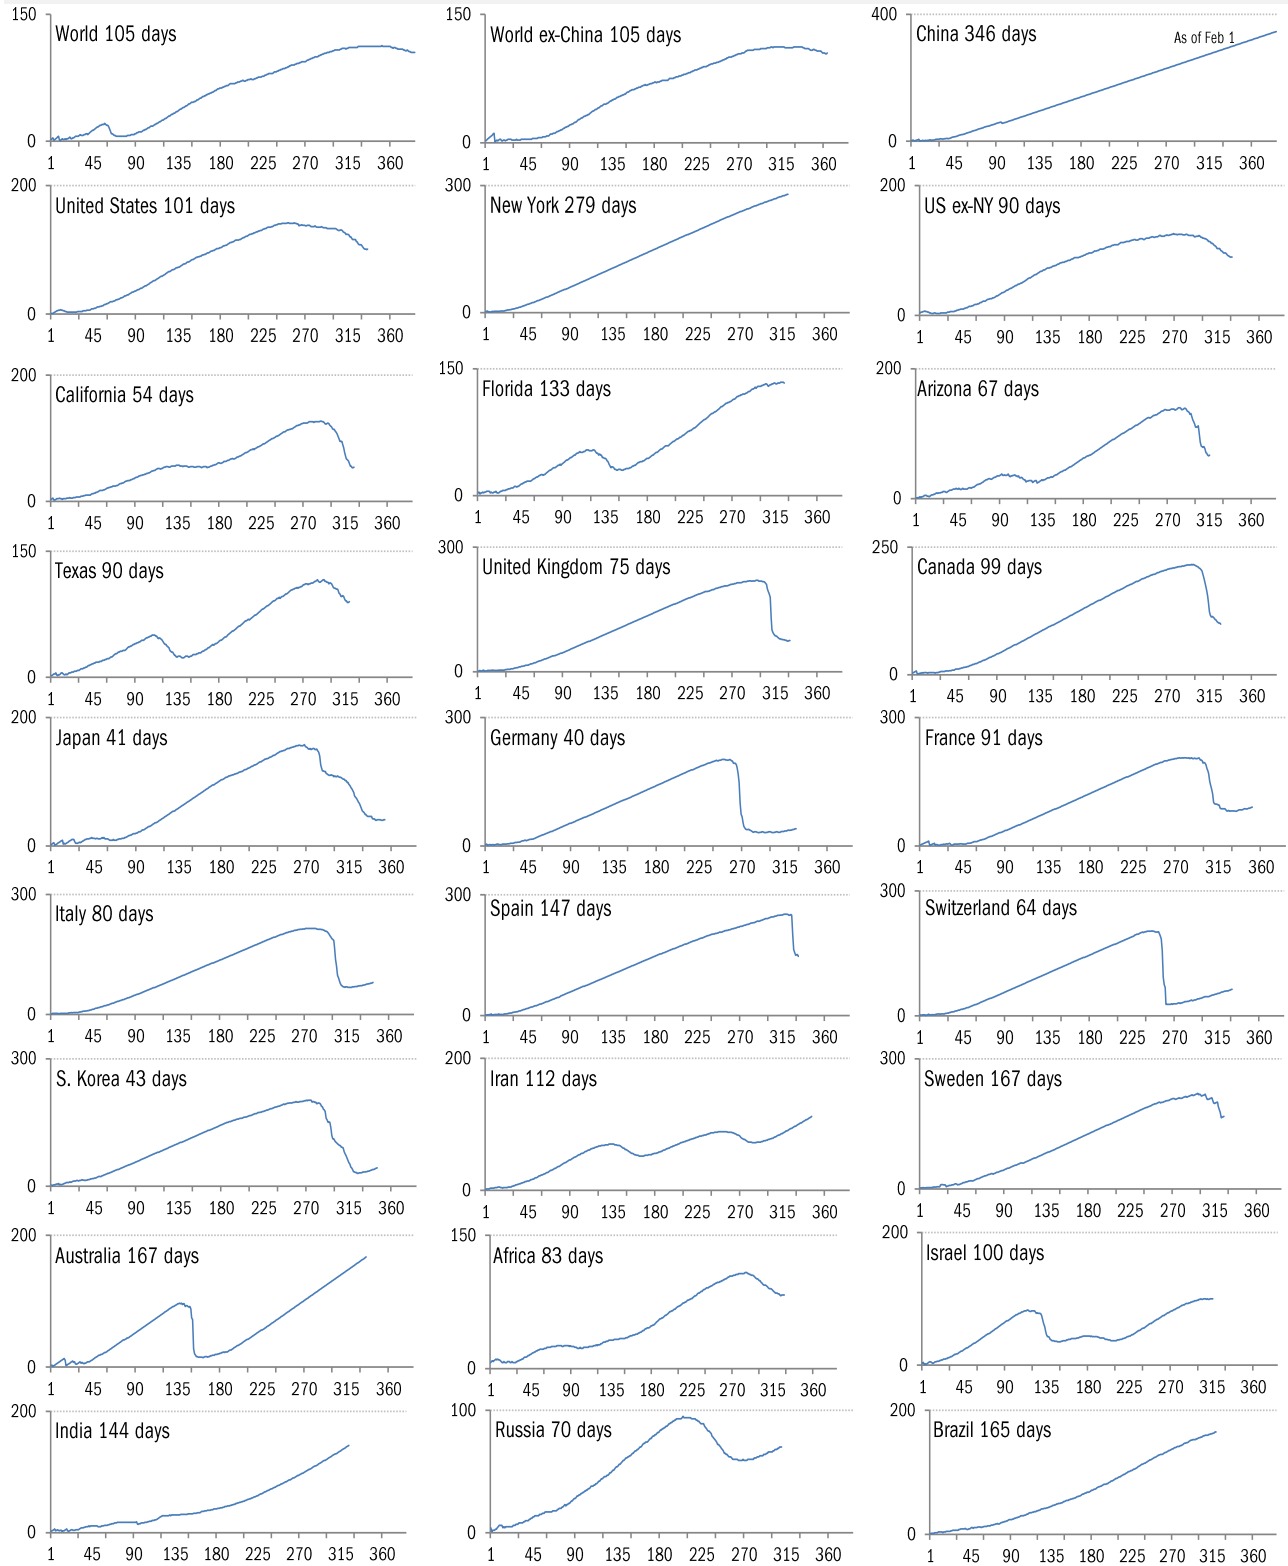 World 105 days
150
0
1 45 90 135 180 225 270 315 360
World ex-China 105 days
150
0
1 45 90 135 180 225 270 315 360
China 346 days
As of Feb 1
400
0
1 45 90 135 180 225 270 315 360
United States 101 days
200
0
1 45 90 135 180 225 270 315 360
New York 279 days
300
0
1 45 90 135 180 225 270 315 360
US ex-NY 90 days
200
0
1 45 90 135 180 225 270 315 360
California 54 days
200
0
1 45 90 135 180 225 270 315 360
Florida 133 days
150
0
1 45 90 135 180 225 270 315 360
Arizona 67 days
200
0
1 45 90 135 180 225 270 315 360
Texas 90 days
150
0
1 45 90 135 180 225 270 315 360
United Kingdom 75 days
300
0
1 45 90 135 180 225 270 315 360
Canada 99 days
250
0
1 45 90 135 180 225 270 315 360
Japan 41 days
200
0
1 45 90 135 180 225 270 315 360
Germany 40 days
300
0
1 45 90 135 180 225 270 315 360
France 91 days
300
0
1 45 90 135 180 225 270 315 360
Italy 80 days
300
0
1 45 90 135 180 225 270 315 360
Spain 147 days
300
0
1 45 90 135 180 225 270 315 360
Switzerland 64 days
300
0
1 45 90 135 180 225 270 315 360
S. Korea 43 days
300
0
1 45 90 135 180 225 270 315 360
Iran 112 days
200
0
1 45 90 135 180 225 270 315 360
Sweden 167 days
300
0
1 45 90 135 180 225 270 315 360
Australia 167 days
200
0
1 45 90 135 180 225 270 315 360
Africa 83 days
150
0
1 45 90 135 180 225 270 315 360
Israel 100 days
200
0
1 45 90 135 180 225 270 315 360
India 144 days
200
0
1 45 90 135 180 225 270 315 360
Russia 70 days
100
0
1 45 90 135 180 225 270 315 360
Brazil 165 days
200
0
1 45 90 135 180 225 270 315 360